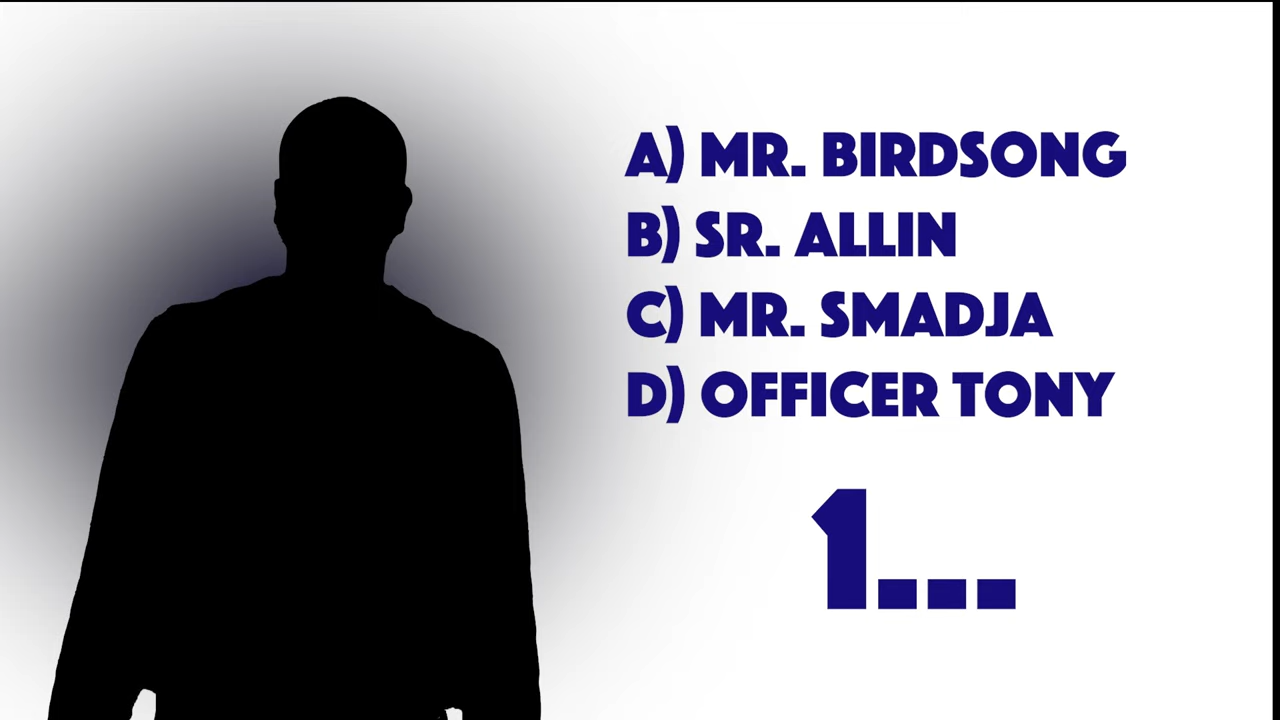 A) MR. BIRDSONG
B) SR. ALLIN
C) MR. SMADJA
D) OFFICER TONY
1...